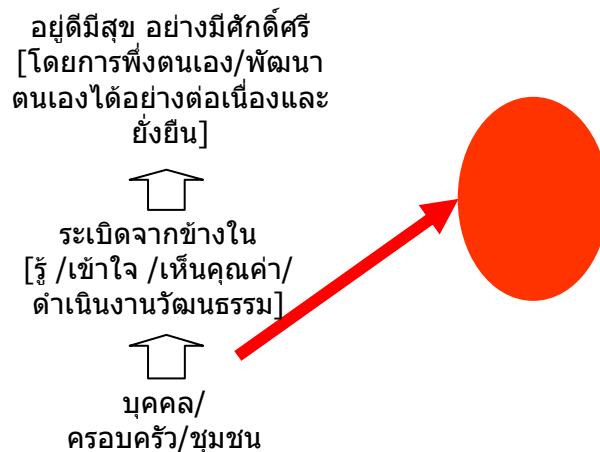 อยู่ดีมีสุข อย่างมีศักดิ์ศรี
[โดยการพึ่งตนเอง/พัฒนา
ตนเองได้อย่างต่อเนื่องและ
ยั่งยืน]
ระเบิดจากข้างใน
[รู้ /เข้าใจ /เห็นคุณค่า/
ดำเนินงานวัฒนธรรม]
บุคคล/
ครอบครัว/ชุมชน